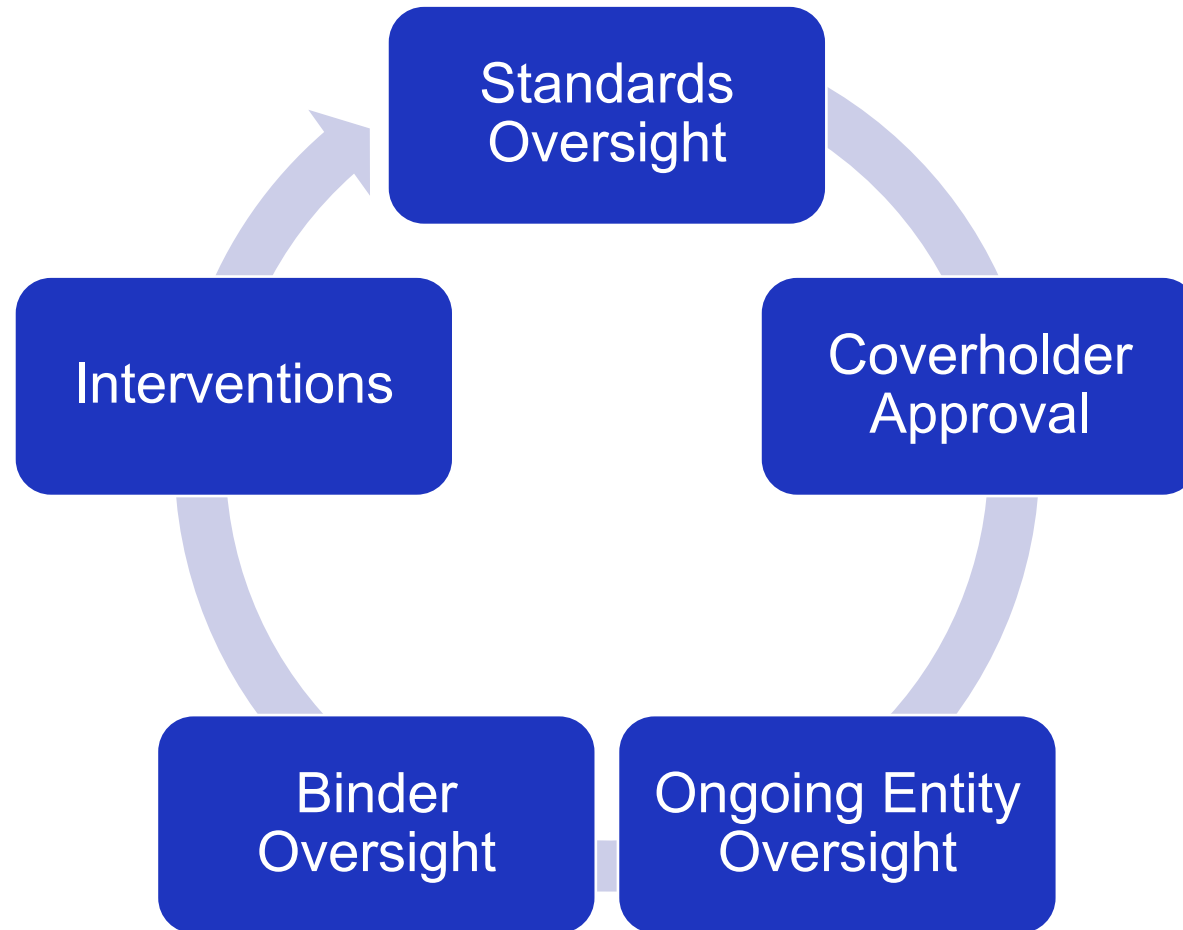 Standards
Oversight
Coverholder
Approval
Ongoing Entity
Oversight
Binder
Oversight
Interventions